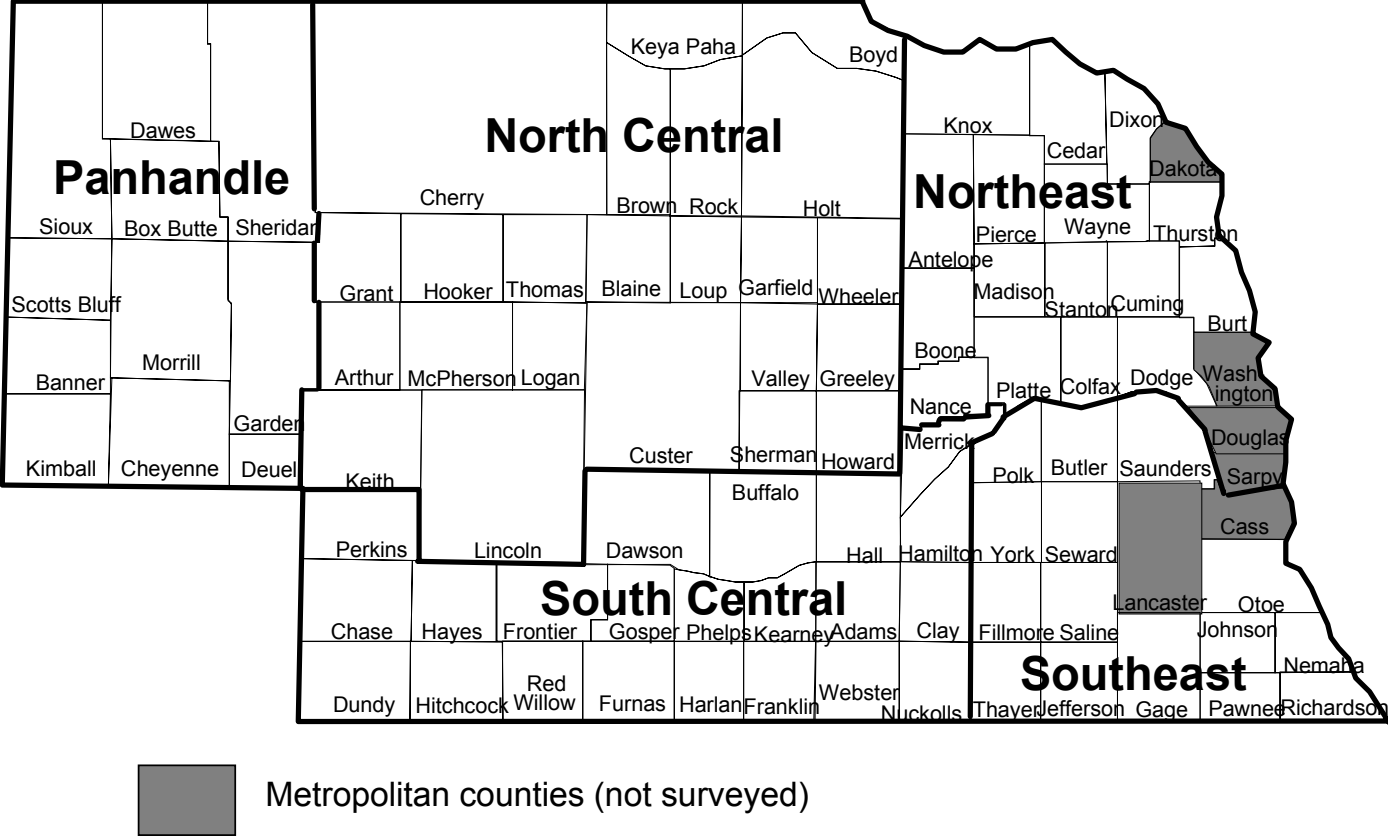 Keya Paha
Boyd
Knox
Dixon
Dawes
North Central
Cedar
Dakota
Panhandle
Northeast
Cherry
Brown
Rock
Holt
Sioux
Box Butte
Sheridan
Pierce
Wayne
Thurston
Antelope
Grant
Hooker
Thomas
Blaine
Loup
Garfield
Wheeler
Madison
Stanton
Cuming
Scotts Bluff
Burt
Morrill
Boone
Banner
Arthur
McPherson
Logan
Valley
Greeley
Platte
Colfax
Dodge
Wash
ington
Nance
Garden
Merrick
Douglas
Kimball
Cheyenne
Deuel
Keith
Custer
Sherman
Howard
Polk
Butler
Saunders
Sarpy
Buffalo
Cass
Perkins
Lincoln
Dawson
Hall
Hamilton
York
Seward
South Central
Lancaster
Otoe
Chase
Hayes
Frontier
Gosper
Phelps
Kearney
Adams
Clay
Fillmore
Saline
Johnson
Southeast
Nemaha
Dundy
Hitchcock
Red
Willow
Furnas
Harlan
Franklin
Webster
Nuckolls
Thayer
Jefferson
Gage
Pawnee
Richardson
Metropolitan counties (not surveyed)